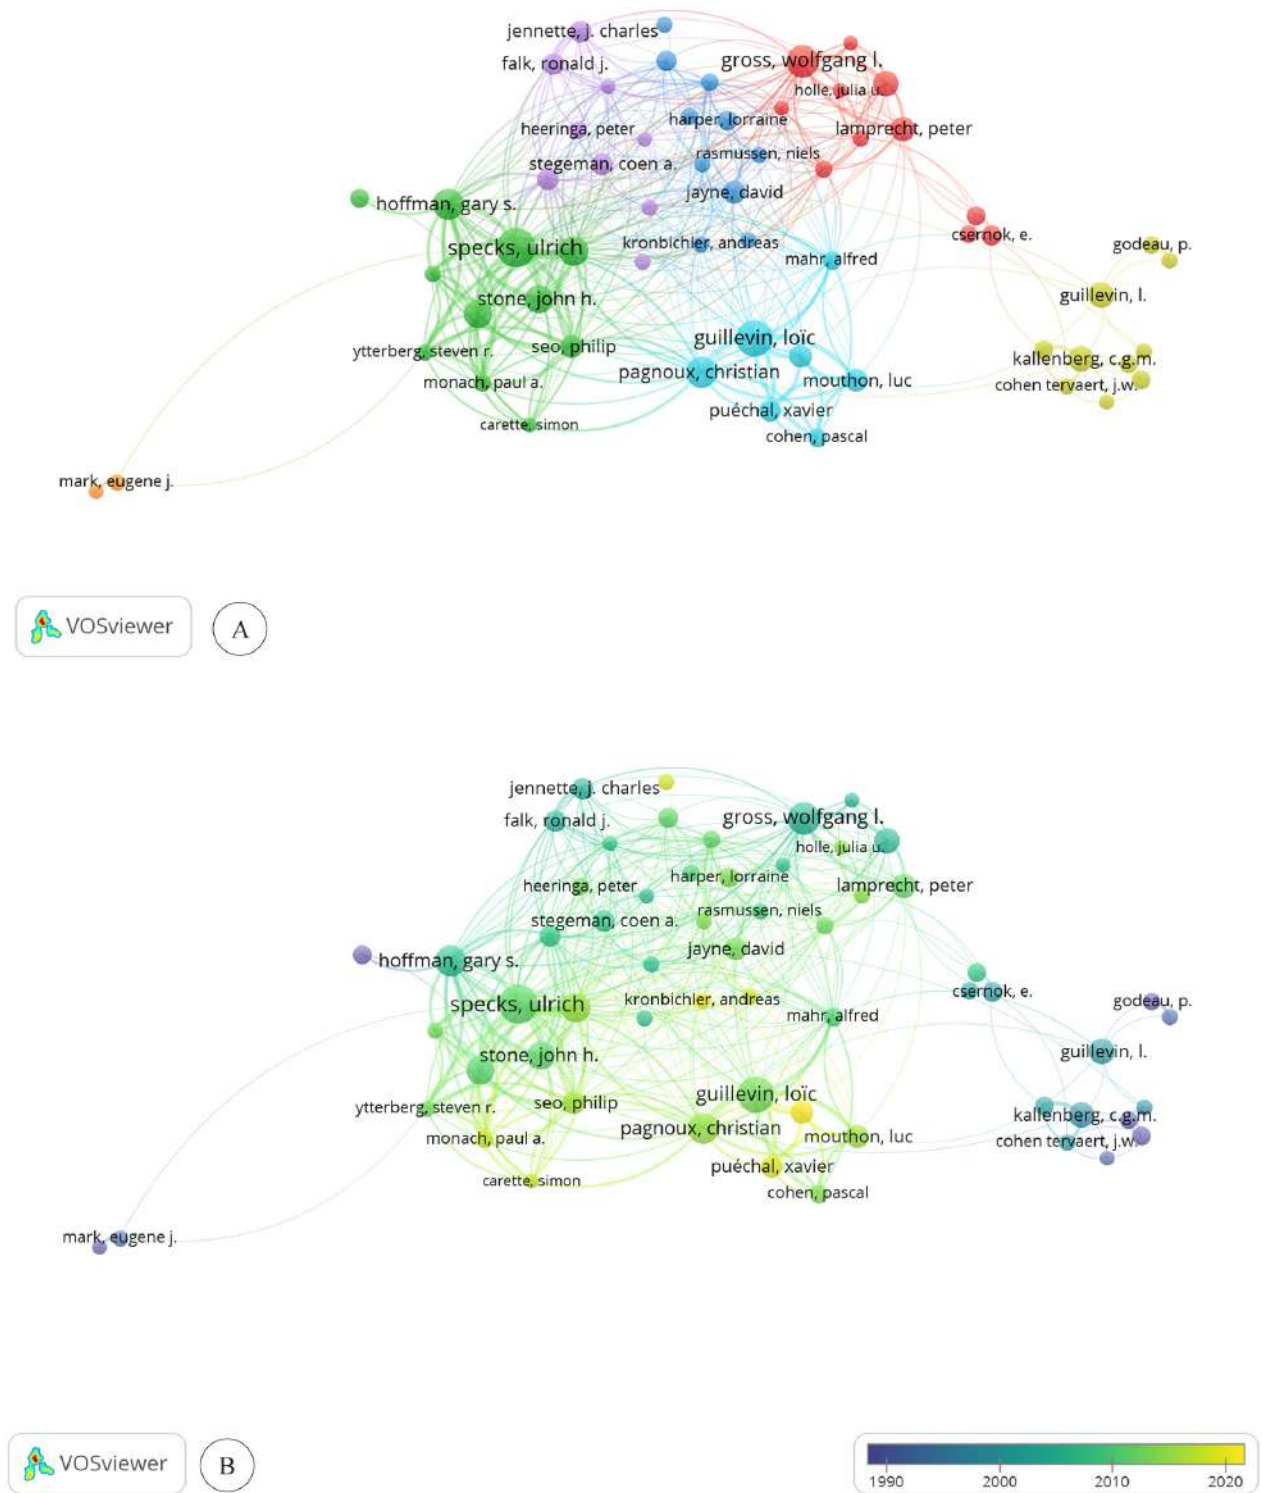 jennette, j. charles
falk, ronald j.
gross, wolfgang l.
holle, julia u.
heeringa, peter
harper, lorraine
lamprecht, peter
stegeman, coen a.
rasmussen, niels
jayne, david
hoffman, gary s.
specks, ulrich
kronbichler, andreas
csernok, e.
godeau, p.
mahr, alfred
stone, john h.
guillevin, l.
guillevin, loïc
ytterberg, steven r.
seo, philip
kallenberg, c.g.m.
pagnoux, christian
mouthon, luc
monach, paul a.
cohen tervaert, j.w.
puéchal, xavier
carette, simon
cohen, pascal
mark, eugene j.
VOSviewer
A
jennette, j. charles
falk, ronald j.
gross, wolfgang l.
holle, julia u.
heeringa, peter
harper, lorraine
lamprecht, peter
stegeman, coen a.
rasmussen, niels
jayne, david
hoffman, gary s.
specks, ulrich
kronbichler, andreas
csernok, e.
godeau, p.
mahr, alfred
stone, john h.
guillevin, l.
guillevin, loïc
ytterberg, steven r.
seo, philip
kallenberg, c.g.m.
pagnoux, christian
mouthon, luc
monach, paul a.
cohen tervaert, j.w.
puéchal, xavier
carette, simon
cohen, pascal
mark, eugene j.
VOSviewer
B
1990 2000 2010 2020